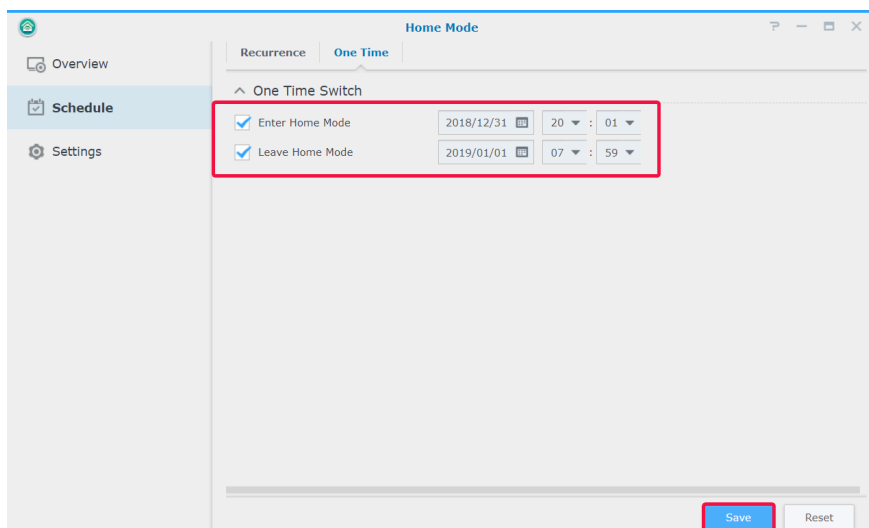 Home Mode
Overview
Schedule
Settings
Recurrence One Time
One Time Switch
Enter Home Mode 2018/12/31 20 : 01
Leave Home Mode 2019/01/01 07 : 59
Save Reset